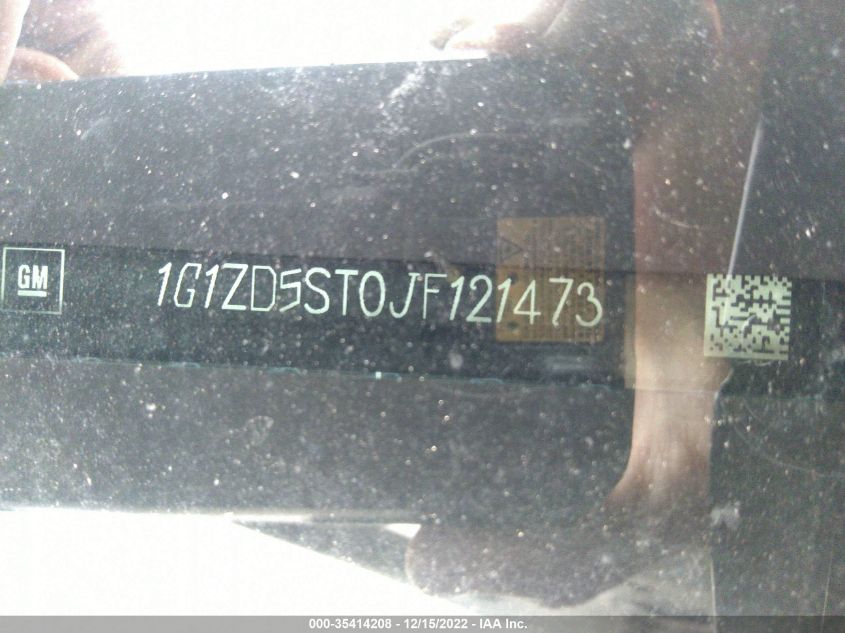 GM
1G1ZD5ST0JF121473
000-35414208 - 12/15/2022 - IAA Inc.